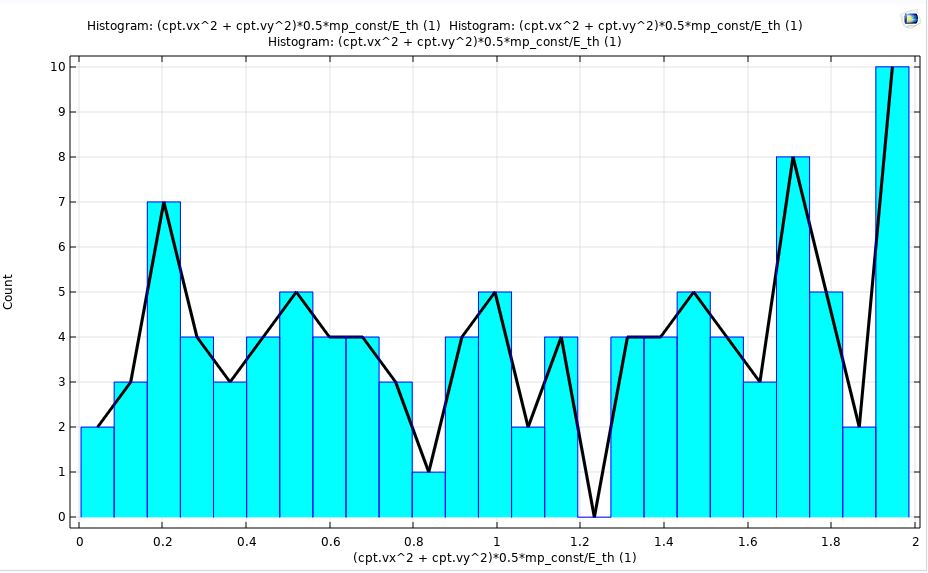 Histogram: (cpt.vx^2 + cpt.vy^2)*0.5*mp_const/E_th (1)  Histogram: (cpt.vx^2 + cpt.vy^2)*0.5*mp_const/E_th (1)
Histogram: (cpt.vx^2 + cpt.vy^2)*0.5*mp_const/E_th (1)
10
9
8
7
6
5
4
3
2
1
0
Count
0 0.2 0.4 0.6 0.8 1 1.2 1.4 1.6 1.8 2
(cpt.vx^2 + cpt.vy^2)*0.5*mp_const/E_th (1)